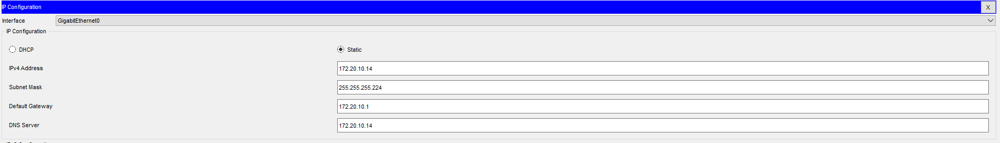 IP Configuration X
Interface GigabitEthernet0
IP Configuration
DHCP Static
IPv4 Address 172.20.10.14
Subnet Mask 255.255.255.224
Default Gateway 172.20.10.1
DNS Server 172.20.10.14